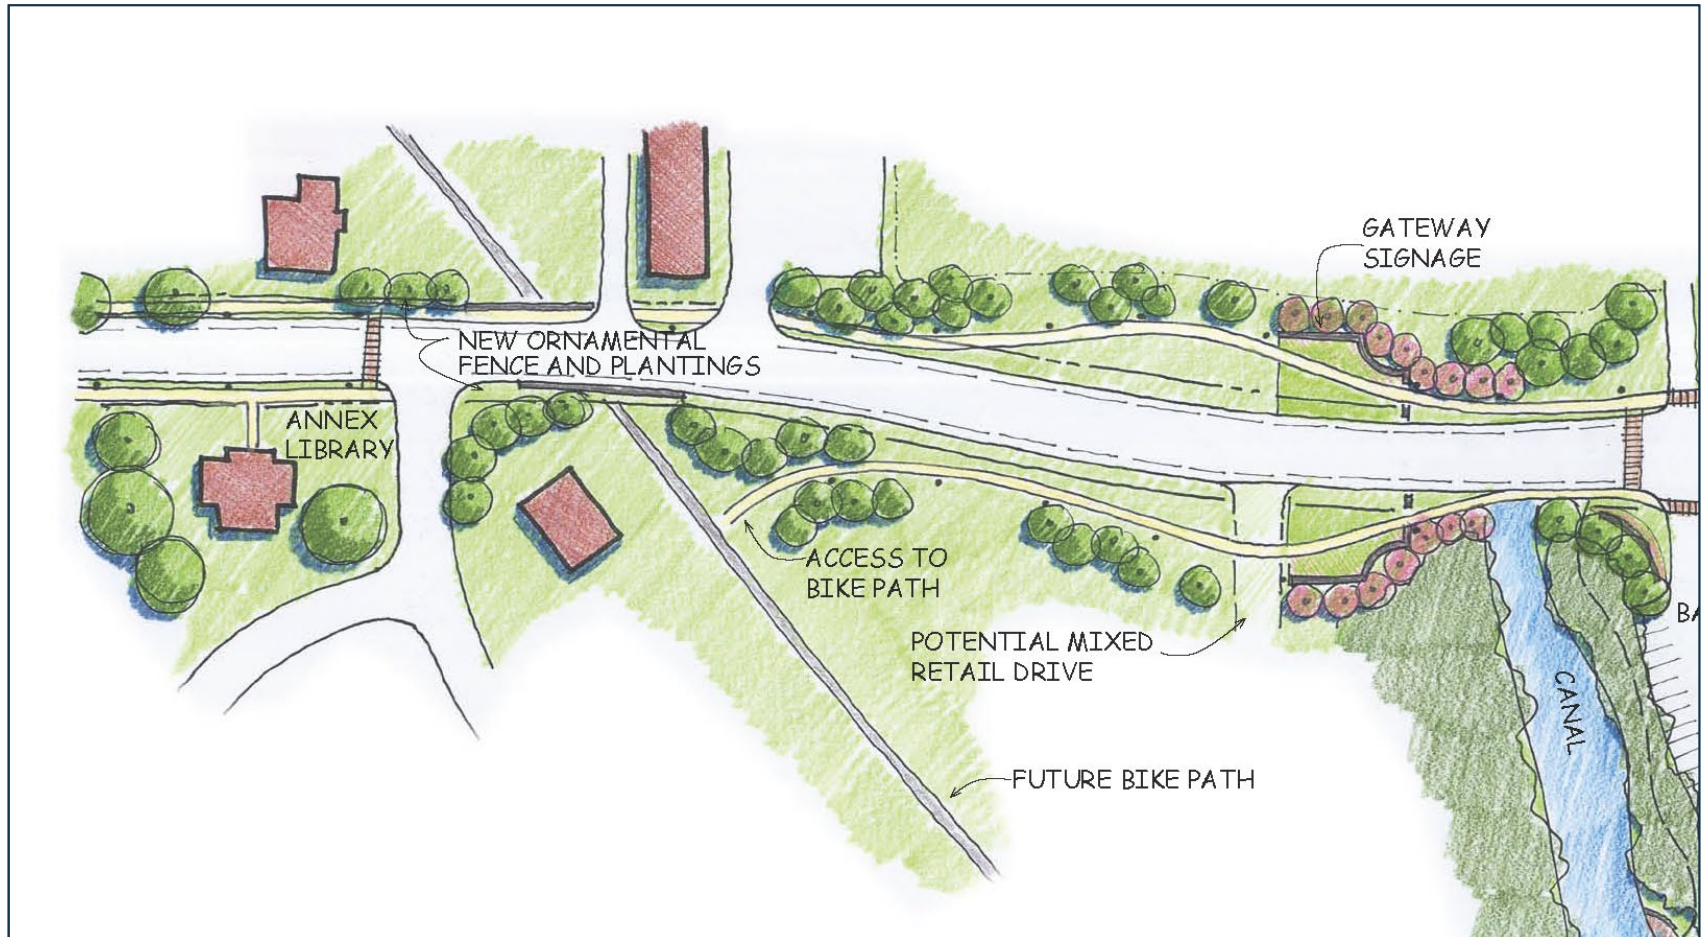 GATEWAY
SIGNAGE
NEW ORNAMENTAL
FENCE AND PLANTINGS
ANNEX
LIBRARY
ACCESS TO
BIKE PATH
POTENTIAL MIXED
RETAIL DRIVE
CANAL
FUTURE BIKE PATH